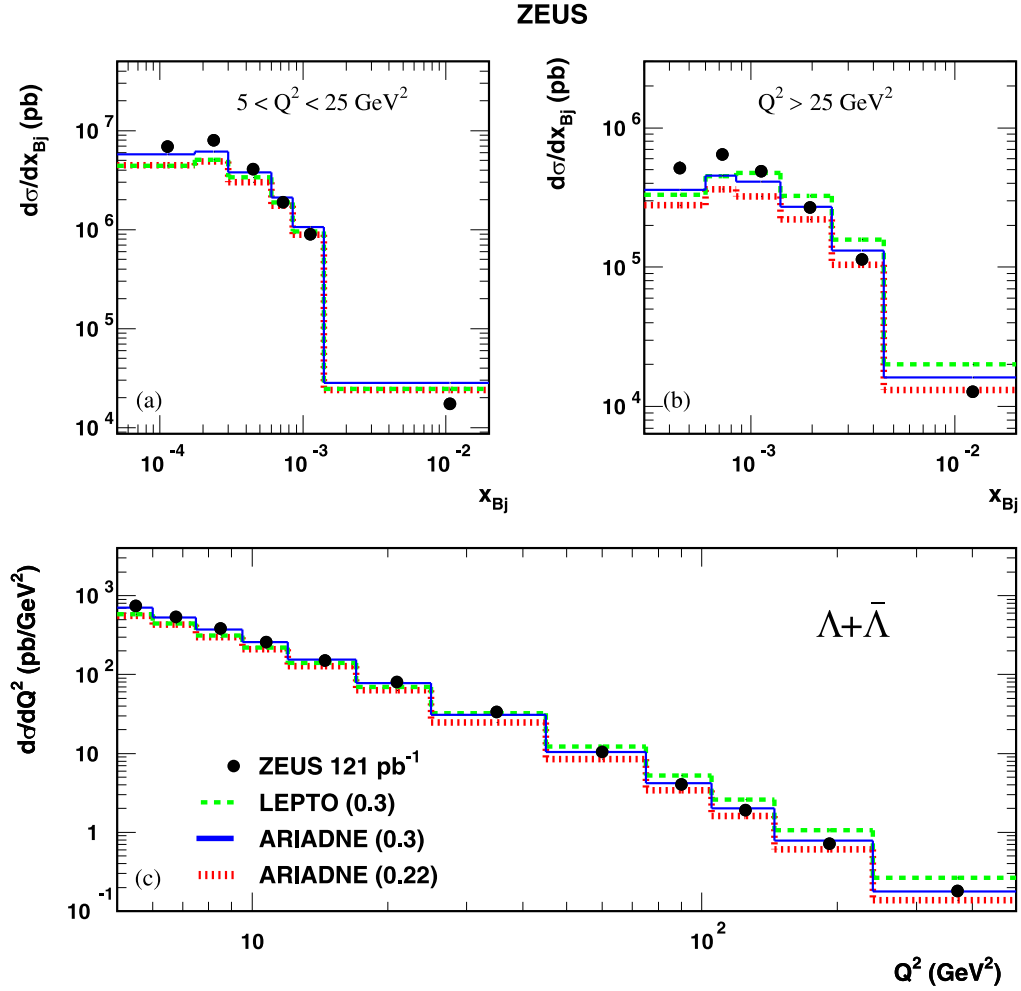 ZEUS
dσ/dx_Bj (pb)
5 < Q^2 < 25 GeV^2
10^7
10^6
10^5
10^4
(a)
10^-4
10^-3
10^-2
x_Bj
dσ/dx_Bj (pb)
Q^2 > 25 GeV^2
10^6
10^5
10^4
(b)
10^-3
10^-2
x_Bj
dσ/dQ^2 (pb/GeV^2)
10^3
10^2
10
1
10^-1
Λ+Λ̄
ZEUS 121 pb^-1
LEPTO (0.3)
ARIADNE (0.3)
ARIADNE (0.22)
(c)
10
10^2
Q^2 (GeV^2)